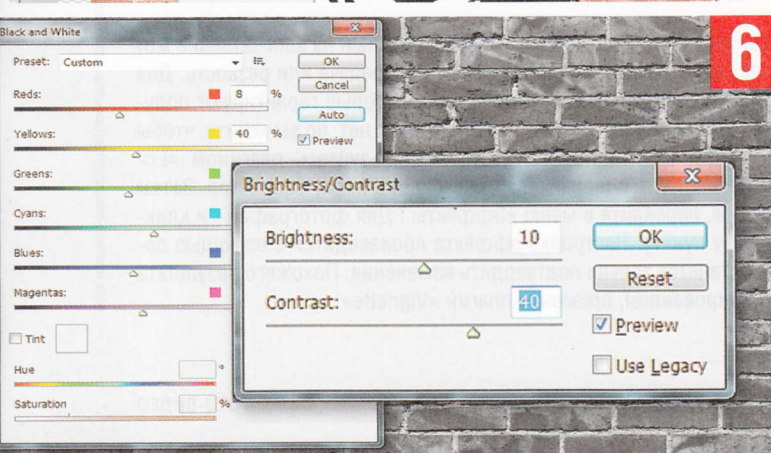 6
Black and White
Preset: Custom
OK
Cancel
Auto
Preview
Reds: 8 %
Yellows: 40 %
Greens:
Cyans:
Blues:
Magentas:
Tint
Hue °
Saturation %
Brightness/Contrast
Brightness: 10
Contrast: 40
OK
Reset
Preview
Use Legacy